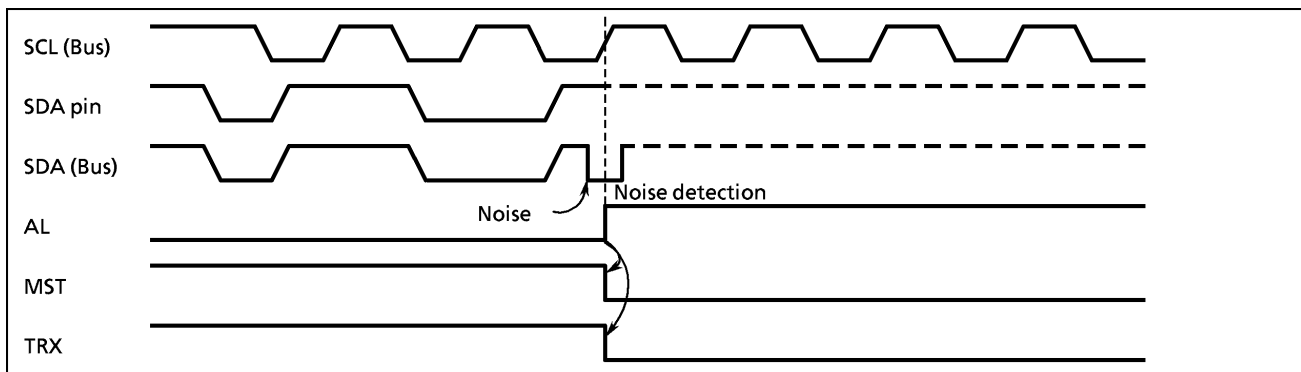 SCL (Bus)
SDA pin
SDA (Bus)
Noise detection
Noise
AL
MST
TRX